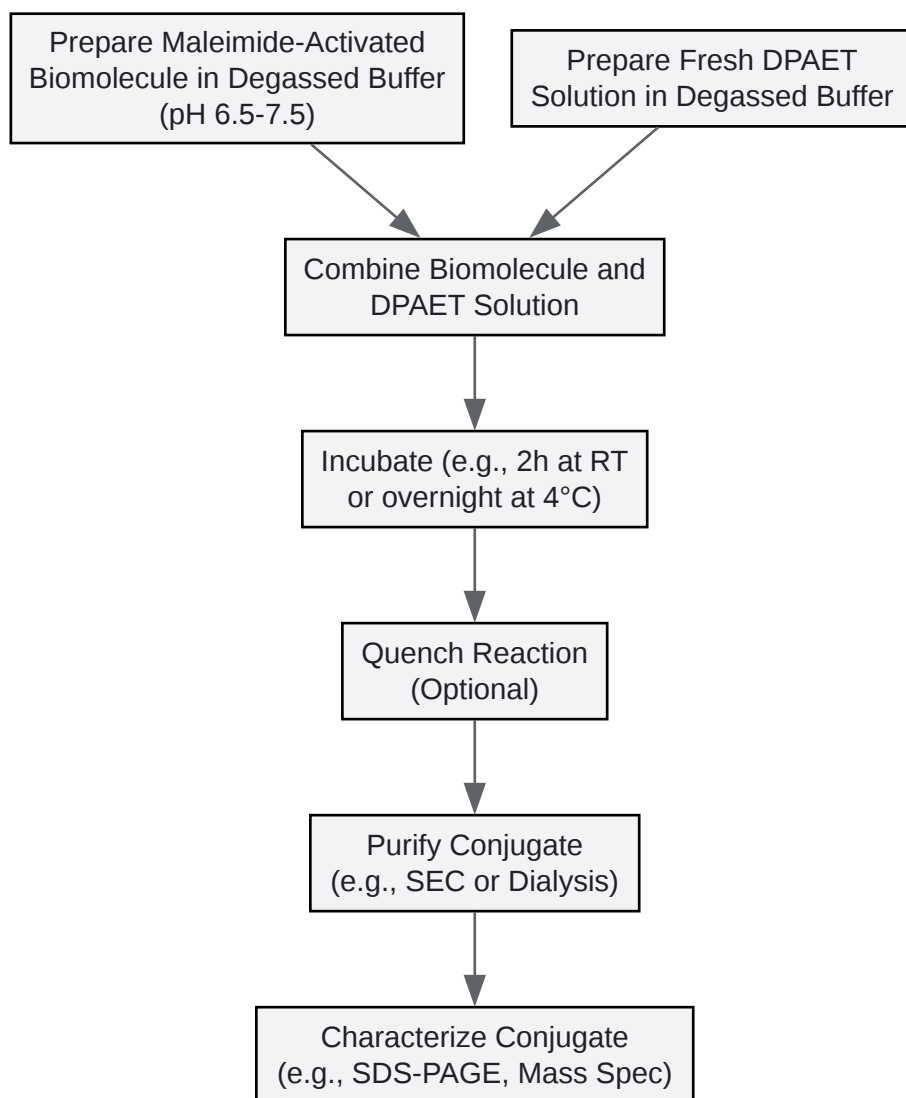 Prepare Maleimide-Activated
Biomolecule in Degassed Buffer
(pH 6.5-7.5)
Prepare Fresh DPAET
Solution in Degassed Buffer
Combine Biomolecule and
DPAET Solution
Incubate (e.g., 2h at RT
or overnight at 4°C)
Quench Reaction
(Optional)
Purify Conjugate
(e.g., SEC or Dialysis)
Characterize Conjugate
(e.g., SDS-PAGE, Mass Spec)